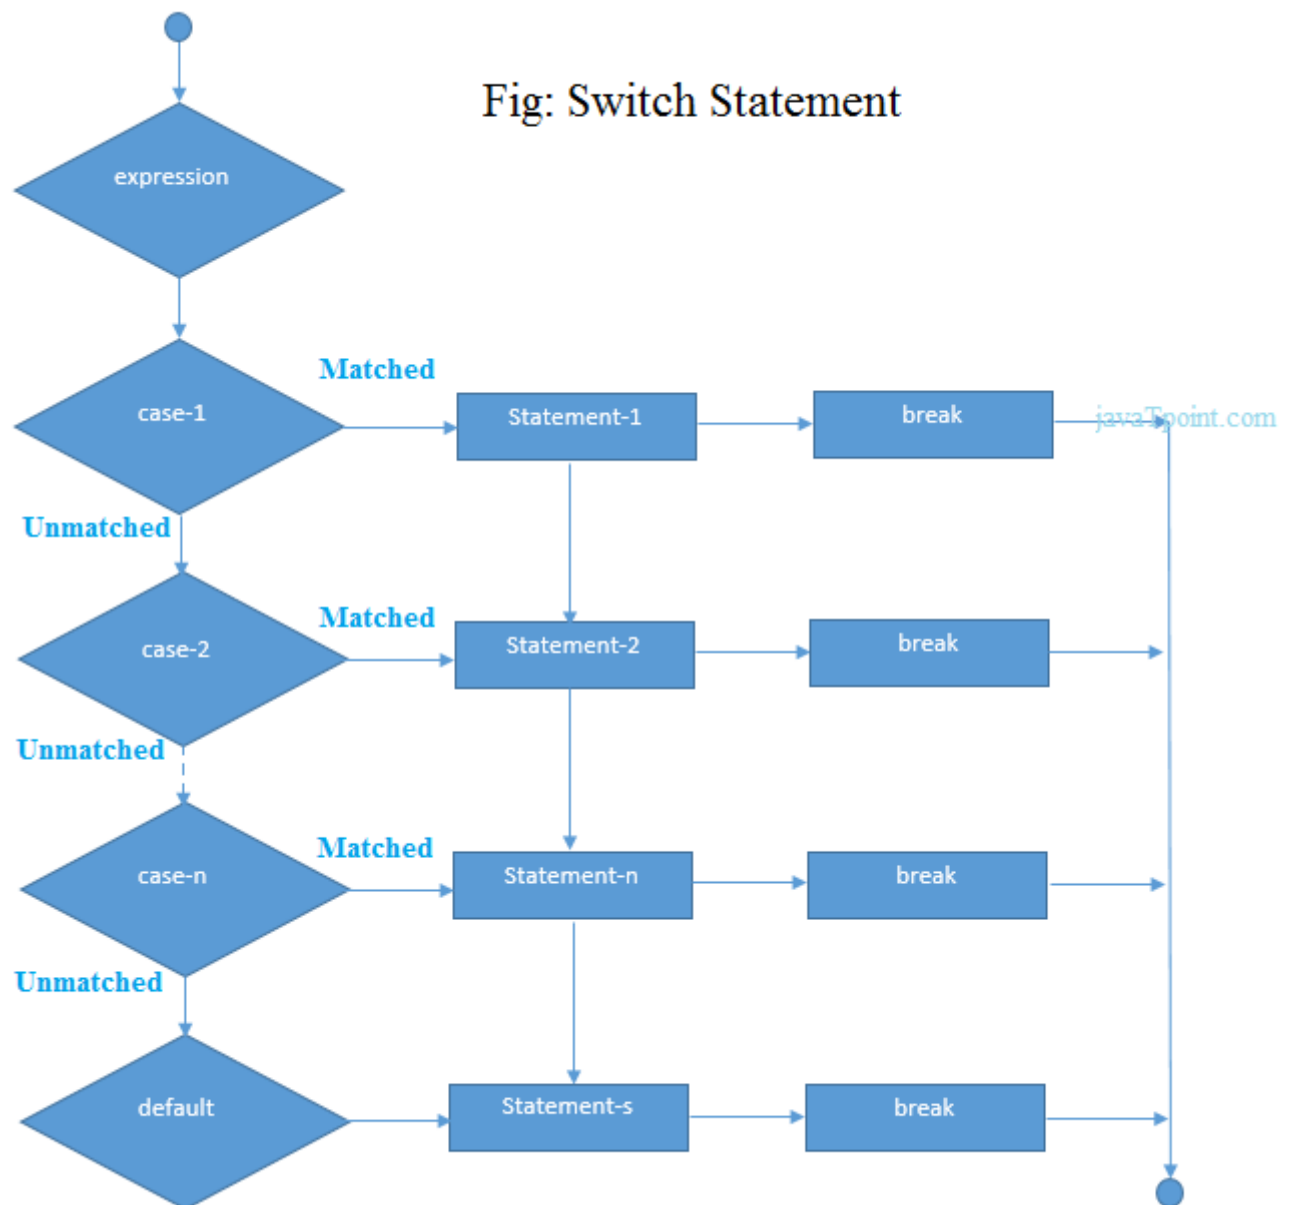 Fig: Switch Statement
expression
Matched
case-1
Statement-1
break
javaTpoint.com
Unmatched
Matched
case-2
Statement-2
break
Unmatched
Matched
case-n
Statement-n
break
Unmatched
default
Statement-s
break